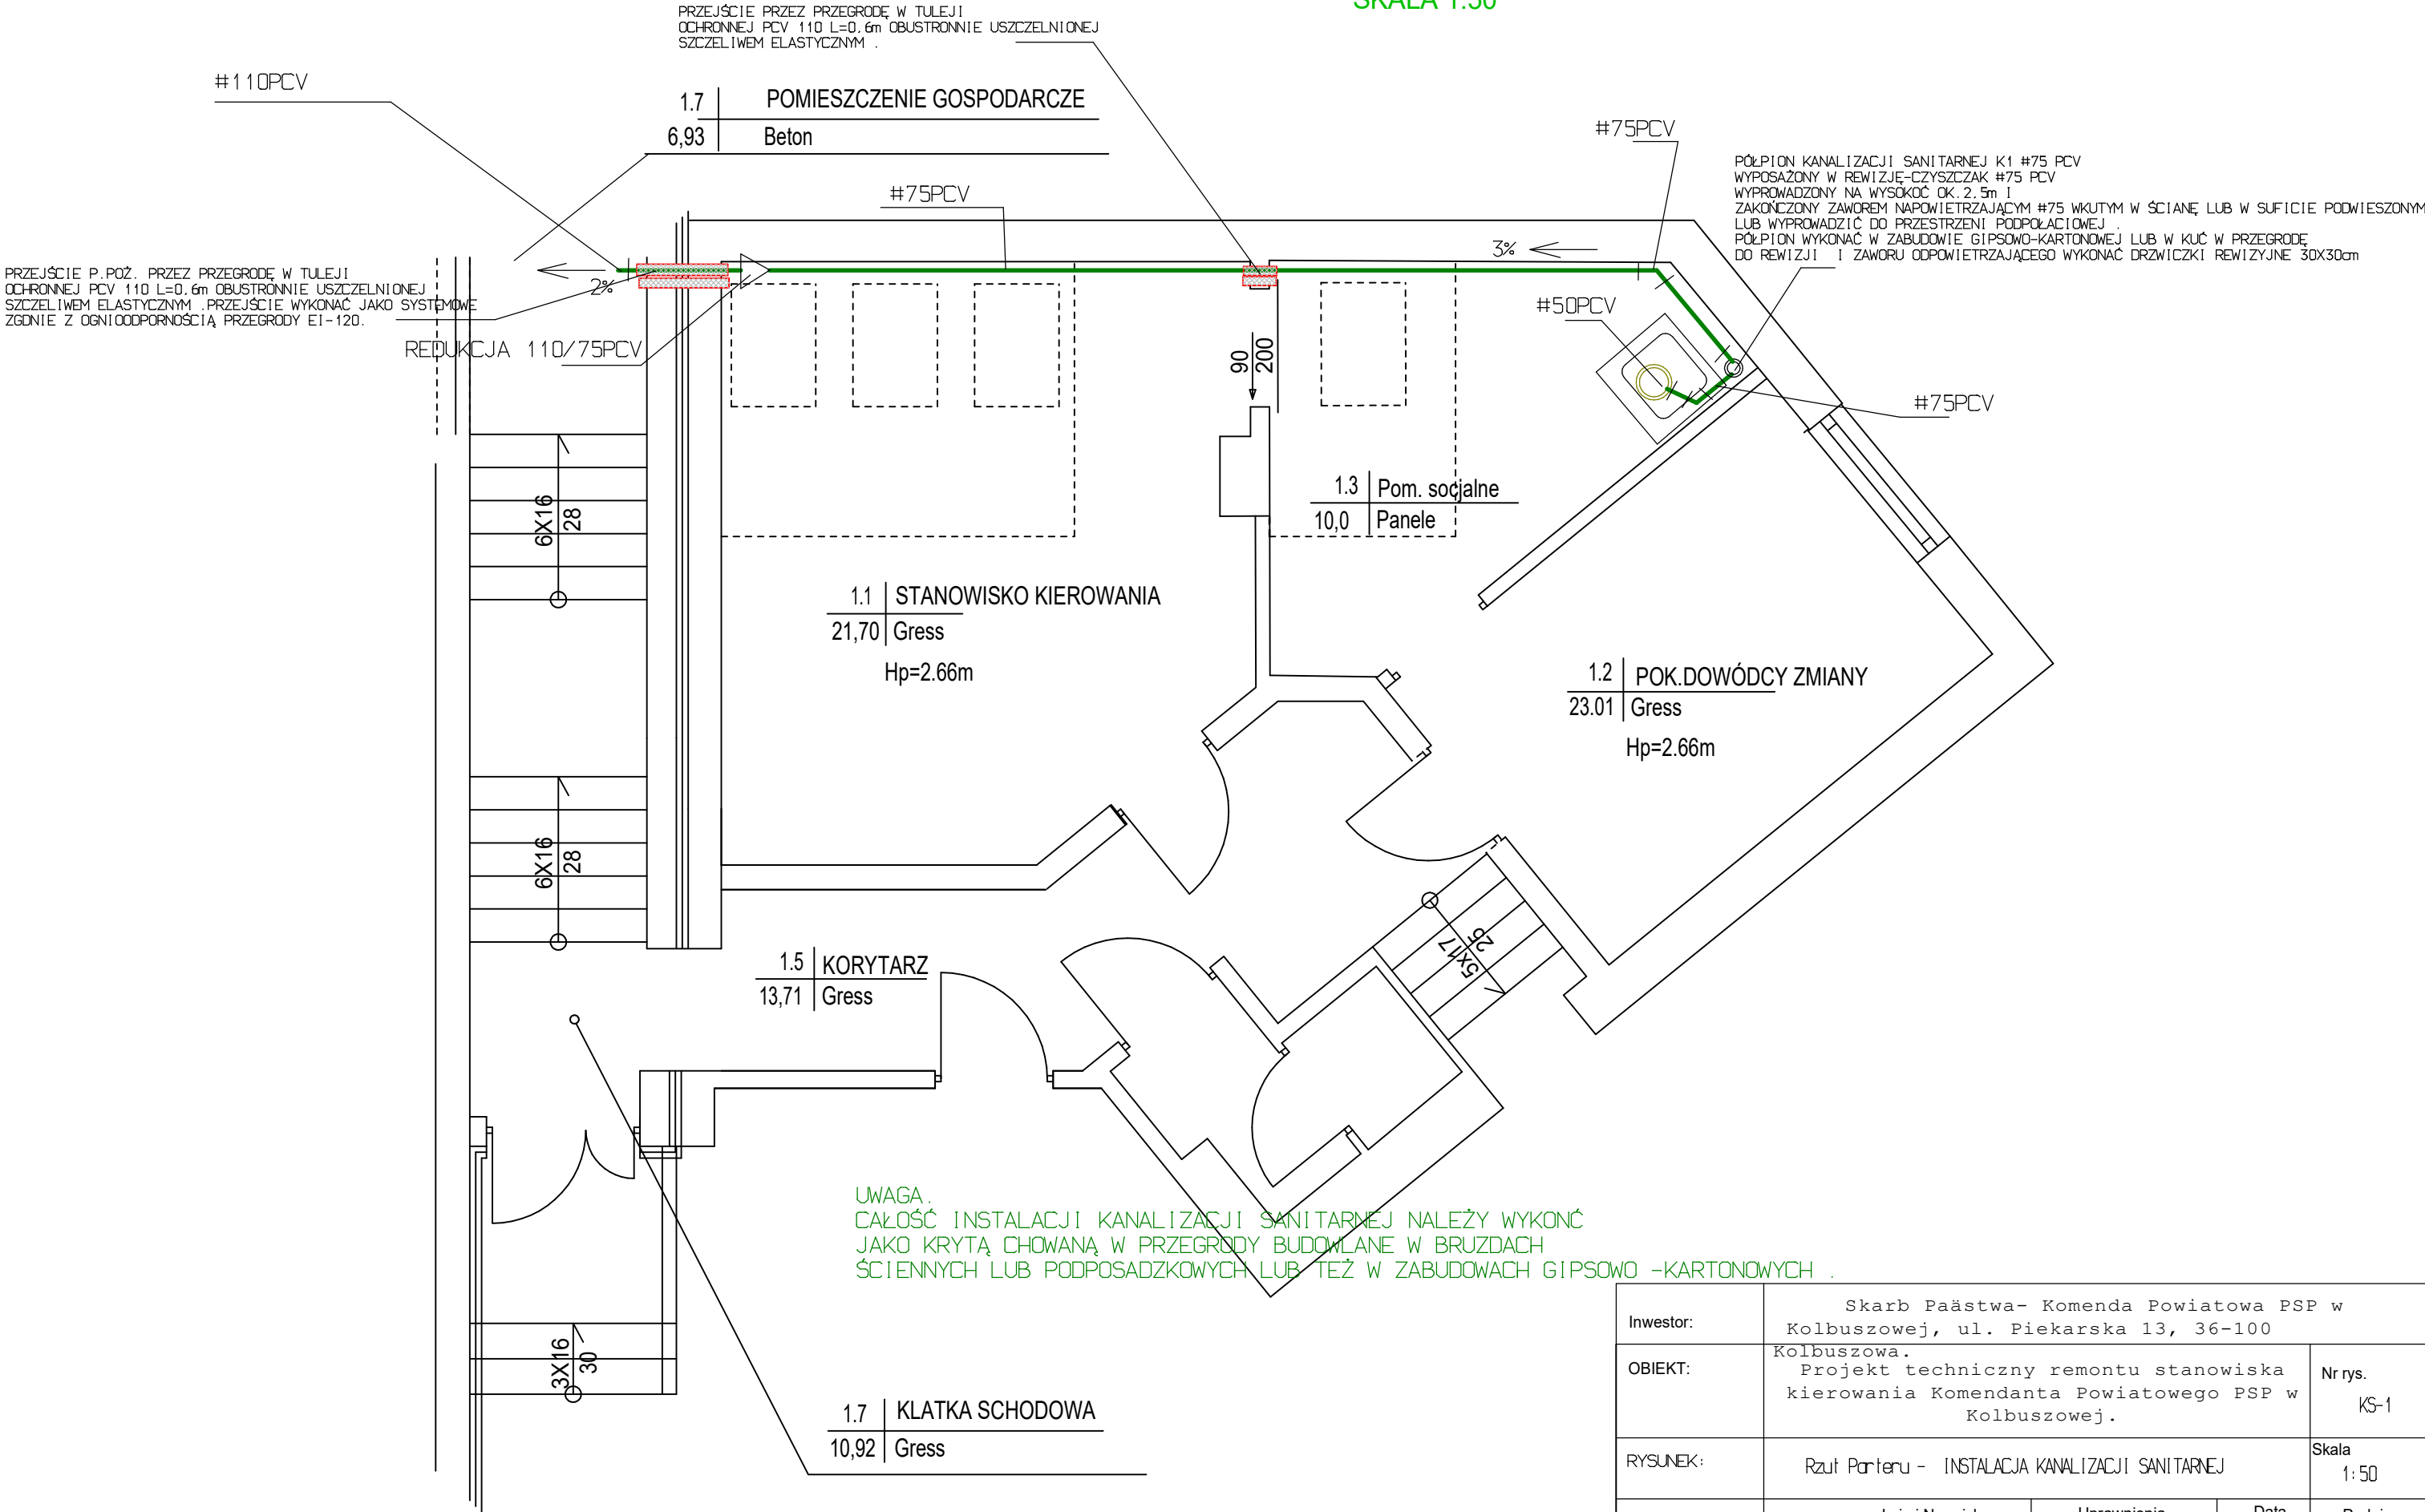 SKALA 1:50
PRZEJŚCIE PRZEZ PRZEGRODĘ W TULEJI
OCHRONNEJ PCV 110 L=0.6m OBUSTRONNIE USZCZELNIONEJ
SZCZELIWEM ELASTYCZNYM .
#110PCV
1.7 POMIESZCZENIE GOSPODARCZE
6,93 Beton
#75PCV
#75PCV
PÓŁPION KANALIZACJI SANITARNEJ K1 #75 PCV
WYPOSAŻONY W REWIZJĘ-CZYSZCZAK #75 PCV
WYPROWADZONY NA WYSOKOĆ OK.2.5m I
ZAKOŃCZONY ZAWOREM NAPOWIETRZAJĄCYM #75 WKUTYM W ŚCIANĘ LUB W SUFICIE PODWIESZONYM
LUB WYPROWADZIĆ DO PRZESTRZENI PODPOŁACIOWEJ .
PÓŁPION WYKONAĆ W ZABUDOWIE GIPSOWO-KARTONOWEJ LUB W KUĆ W PRZEGRODĘ
DO REWIZJI I ZAWORU ODPOWIETRZAJĄCEGO WYKONAĆ DRZWICZKI REWIZYJNE 30X30cm
3%
PRZEJŚCIE P.POŻ. PRZEZ PRZEGRODĘ W TULEJI
OCHRONNEJ PCV 110 L=0.6m OBUSTRONNIE USZCZELNIONEJ
SZCZELIWEM ELASTYCZNYM .PRZEJŚCIE WYKONAĆ JAKO SYSTEMOWE
ZGDNIE Z OGNIOODPORNOŚCIĄ PRZEGRODY EI-120.
2%
#50PCV
REDUKCJA 110/75PCV
90
200
#75PCV
1.3 Pom. socjalne
10,0 Panele
6X16
28
1.1 STANOWISKO KIEROWANIA
21,70 Gress
Hp=2.66m
1.2 POK.DOWÓDCY ZMIANY
23.01 Gress
Hp=2.66m
6X16
28
5X17
25
1.5 KORYTARZ
13,71 Gress
UWAGA.
CAŁOŚĆ INSTALACJI KANALIZACJI SANITARNEJ NALEŻY WYKONĆ
JAKO KRYTĄ CHOWANĄ W PRZEGRODY BUDOWLANE W BRUZDACH
ŚCIENNYCH LUB PODPOSADZKOWYCH LUB TEŻ W ZABUDOWACH GIPSOWO -KARTONOWYCH .
3X16
30
1.7 KLATKA SCHODOWA
10,92 Gress
Inwestor:
Skarb Paästwa- Komenda Powiatowa PSP w
Kolbuszowej, ul. Piekarska 13, 36-100
Kolbuszowa.
OBIEKT:
Projekt techniczny remontu stanowiska
kierowania Komendanta Powiatowego PSP w
Kolbuszowej.
Nr rys.
KS-1
RYSUNEK:
Rzut Parteru - INSTALACJA KANALIZACJI SANITARNEJ
Skala
1:50